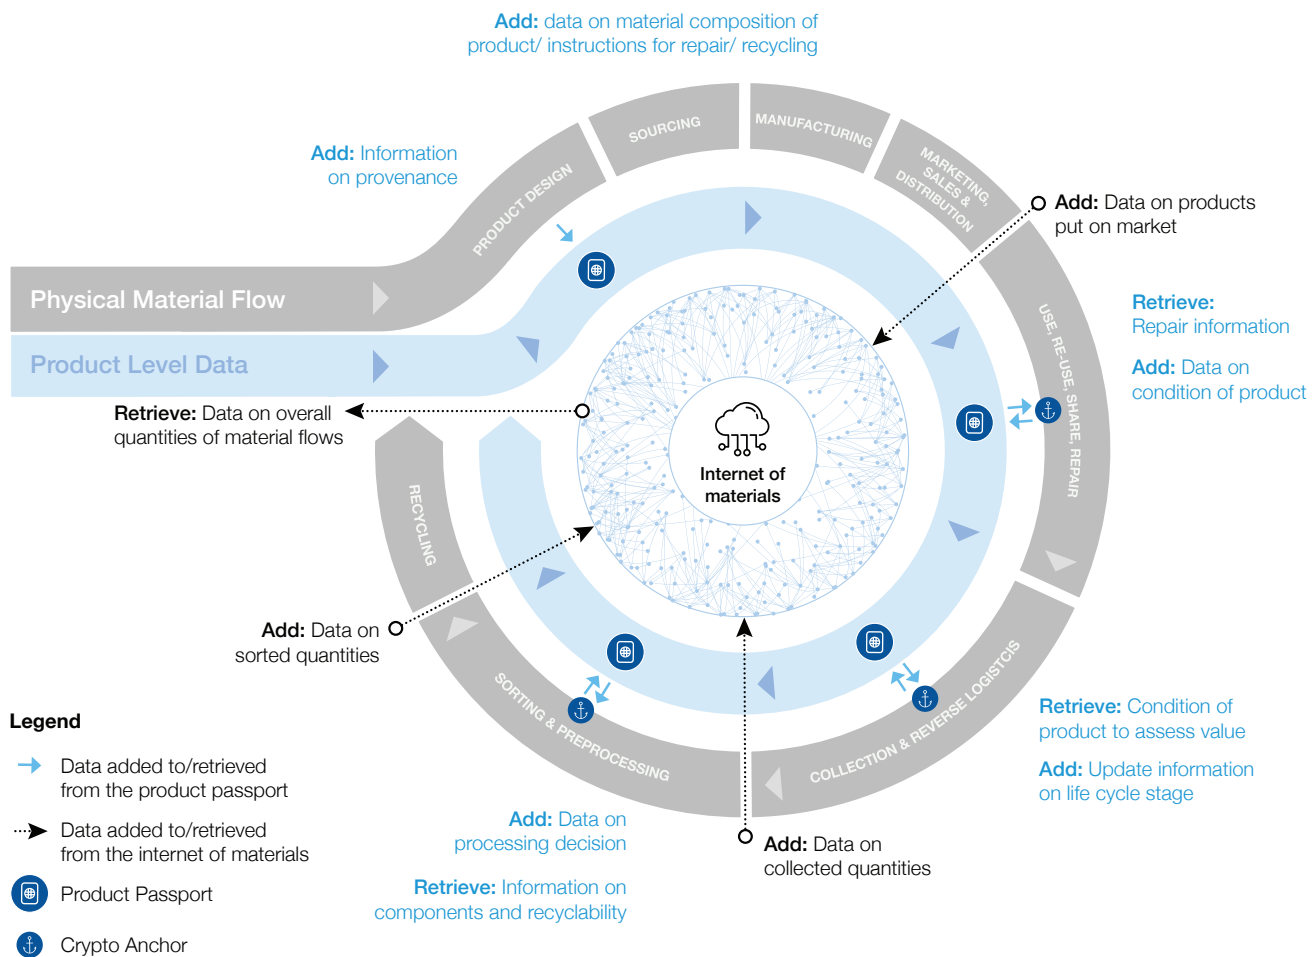 Add: data on material composition of
product/ instructions for repair/ recycling
SOURCING
MANUFACTURING
MARKETING,
SALES &
DISTRIBUTION
Add: Information
on provenance
PRODUCT DESIGN
Add: Data on products
put on market
Physical Material Flow
Product Level Data
USE, RE-USE, SHARE, REPAIR
Retrieve:
Repair information
Add: Data on
condition of product
Retrieve: Data on overall
quantities of material flows
Internet of
materials
RECYCLING
Add: Data on
sorted quantities
SORTING & PREPROCESSING
COLLECTION & REVERSE LOGISTCIS
Retrieve: Condition of
product to assess value
Add: Update information
on life cycle stage
Add: Data on
processing decision
Retrieve: Information on
components and recyclability
Add: Data on
collected quantities
Legend
Data added to/retrieved
from the product passport
Data added to/retrieved
from the internet of materials
Product Passport
Crypto Anchor